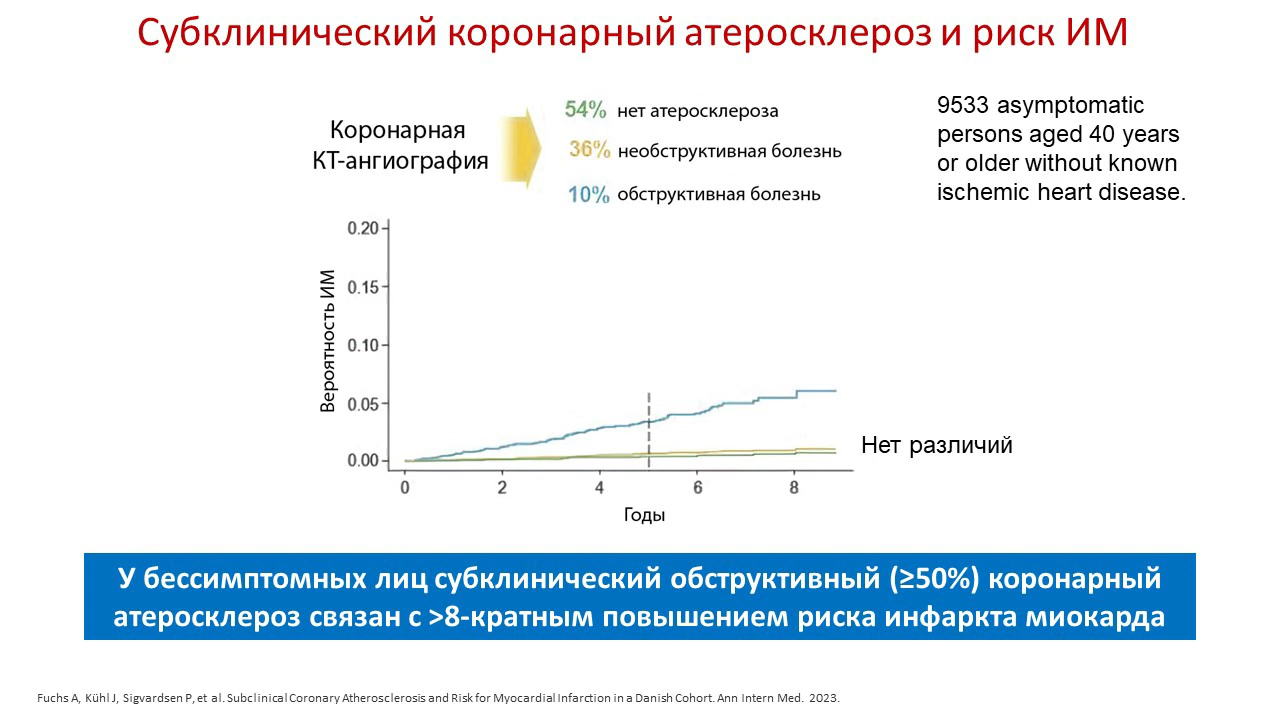 Субклинический коронарный атеросклероз и риск ИМ
Коронарная
КТ-ангиография
54% нет атеросклероза
36% необструктивная болезнь
10% обструктивная болезнь
9533 asymptomatic
persons aged 40 years
or older without known
ischemic heart disease.
Вероятность ИМ
0.20
0.15
0.10
0.05
0.00
0 2 4 6 8
Годы
Нет различий
У бессимптомных лиц субклинический обструктивный (≥50%) коронарный
атеросклероз связан с >8-кратным повышением риска инфаркта миокарда
Fuchs A, Kühl J, Sigvardsen P, et al. Subclinical Coronary Atherosclerosis and Risk for Myocardial Infarction in a Danish Cohort. Ann Intern Med. 2023.